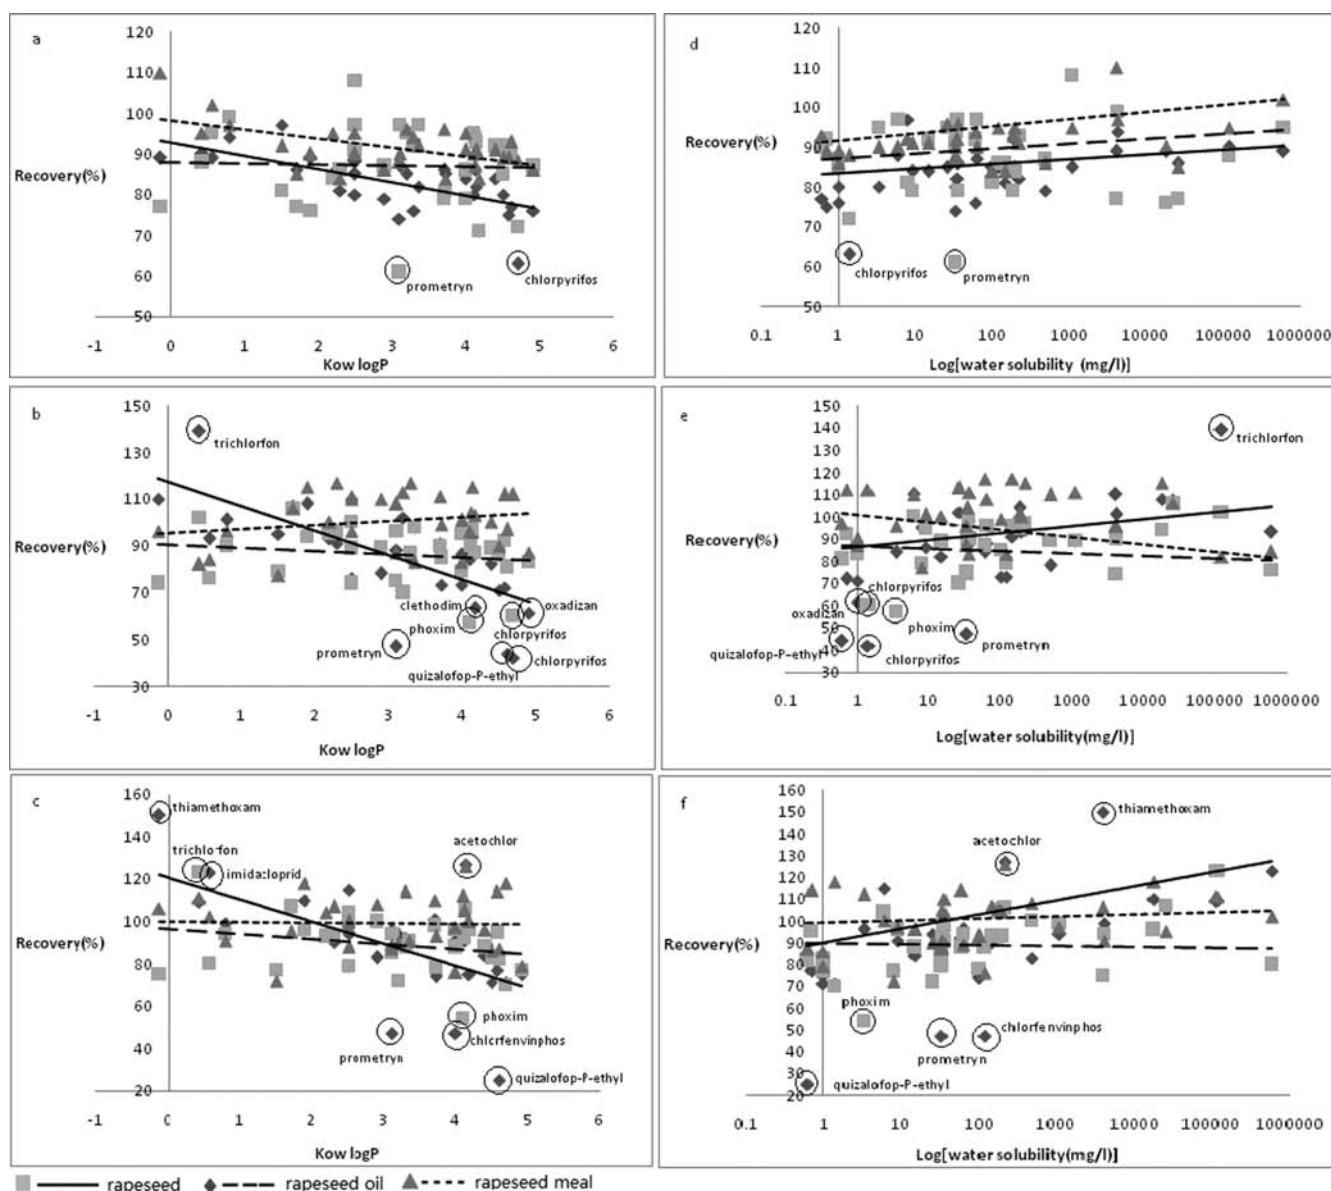 a
120
110
100
90
80
70
60
50
Recovery(%)
prometryn
chlorpyrifos
-1 0 1 2 3 4 5 6
Kow logP
d
120
110
100
90
80
70
60
50
Recovery(%)
chlorpyrifos
prometryn
0.1 1 10 100 1000 10000 100000 1000000
Log[water solubility (mg/l)]
b
150
130
110
90
70
50
30
Recovery(%)
trichlorfon
clethodim
oxadizan
phoxim
chlorpyrifos
prometryn
quizalofop-P-ethyl
chlorpyrifos
-1 0 1 2 3 4 5 6
Kow logP
e
150
140
130
120
110
100
90
80
70
60
50
40
30
Recovery(%)
trichlorfon
chlorpyrifos
oxadizan
phoxim
prometryn
quizalofop-P-ethyl
chlorpyrifos
0.1 1 10 100 1000 10000 100000 1000000
Log[water solubility(mg/l)]
c
160
140
120
100
80
60
40
20
Recovery(%)
thiamethoxam
trichlorfon
imidacloprid
acetochlor
phoxim
prometryn
chlorfenvinphos
quizalofop-P-ethyl
-1 0 1 2 3 4 5 6
Kow logP
f
160
150
140
130
120
110
100
90
80
70
60
50
40
30
20
Recovery(%)
thiamethoxam
acetochlor
phoxim
prometryn
chlorfenvinphos
quizalofop-P-ethyl
0.1 1 10 100 1000 10000 100000 1000000
Log[water solubility(mg/l)]
rapeseed rapeseed oil rapeseed meal